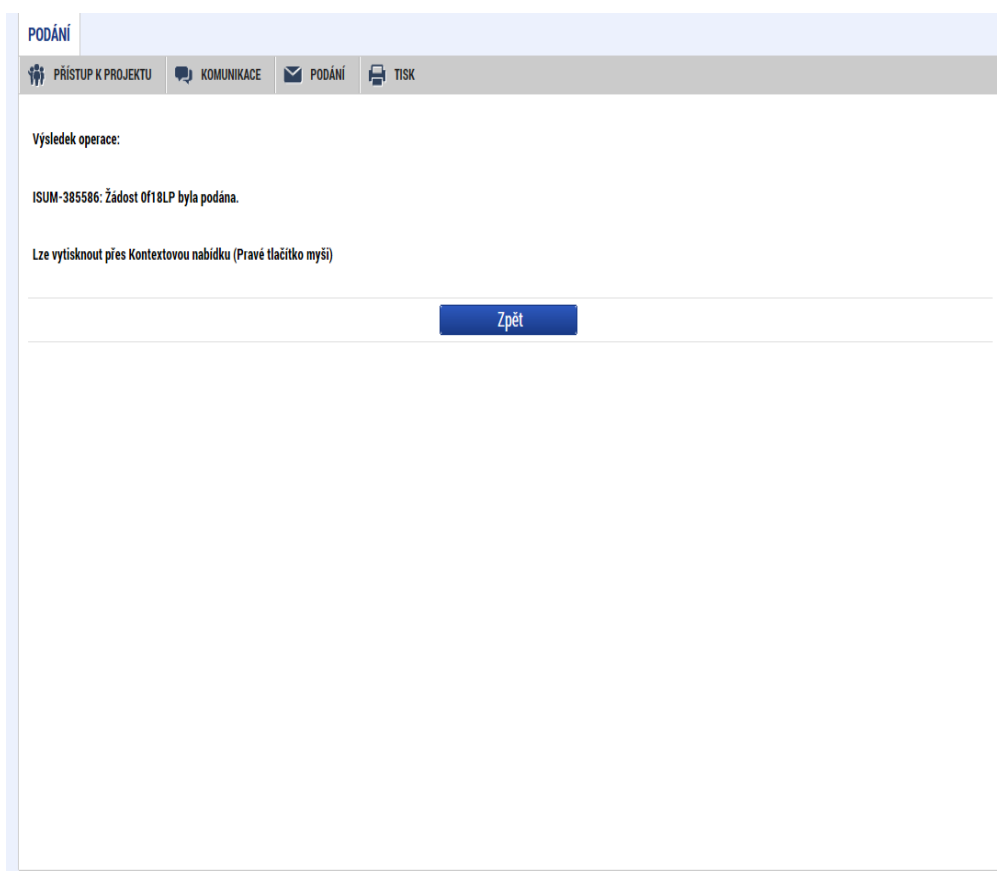 PODÁNÍ
PŘÍSTUP K PROJEKTU KOMUNIKACE PODÁNÍ TISK
Výsledek operace:
ISUM-385586: Žádost 0f18LP byla podána.
Lze vytisknout přes Kontextovou nabídku (Pravé tlačítko myši)
Zpět